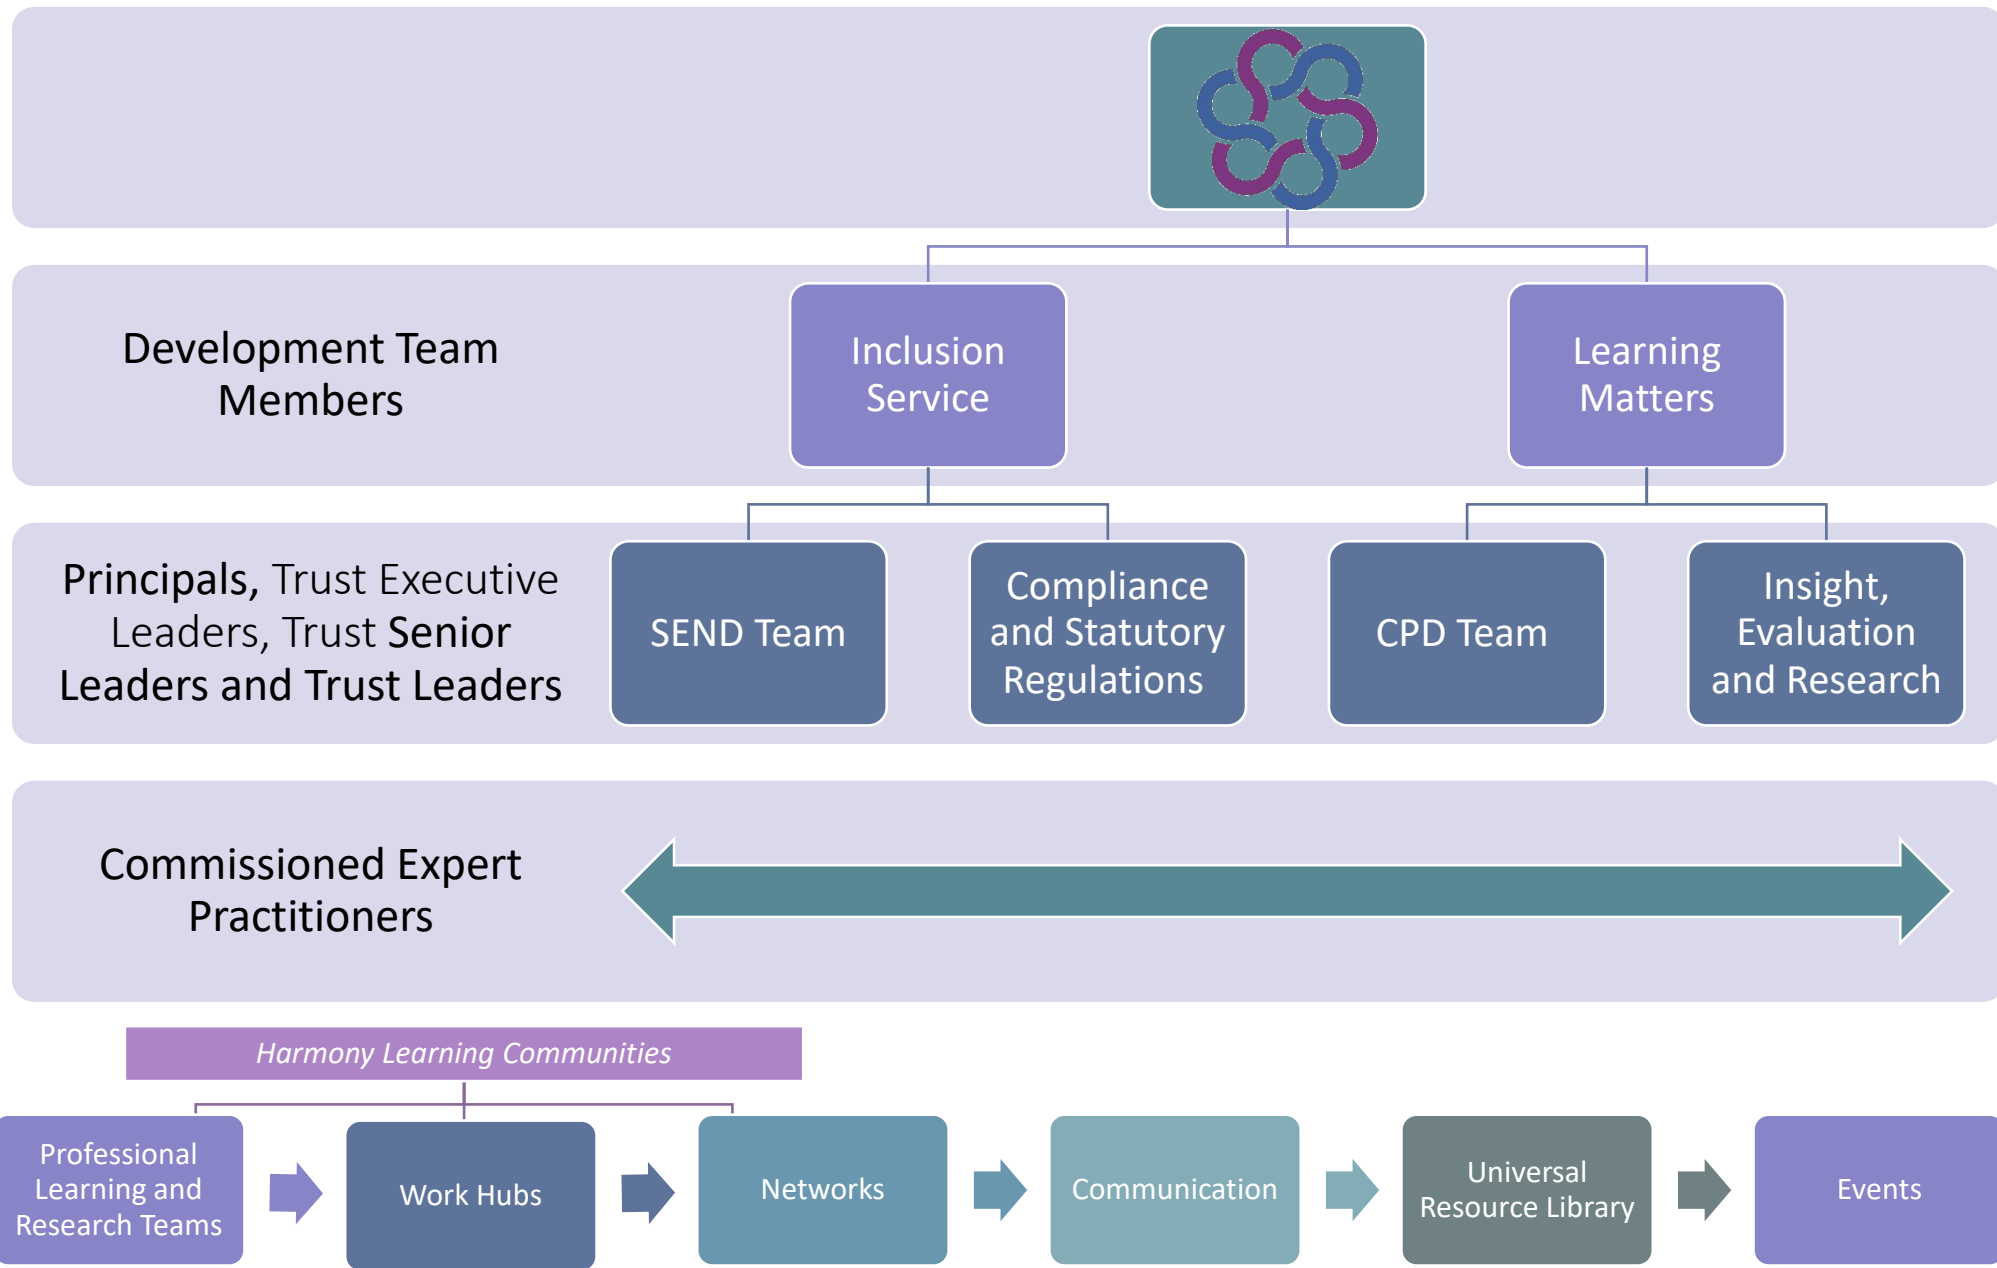 Development Team
Members
Inclusion
Service
Learning
Matters
Principals, Trust Executive
Leaders, Trust Senior
Leaders and Trust Leaders
SEND Team
Compliance
and Statutory
Regulations
CPD Team
Insight,
Evaluation
and Research
Commissioned Expert
Practitioners
Harmony Learning Communities
Professional
Learning and
Research Teams
Work Hubs
Networks
Communication
Universal
Resource Library
Events